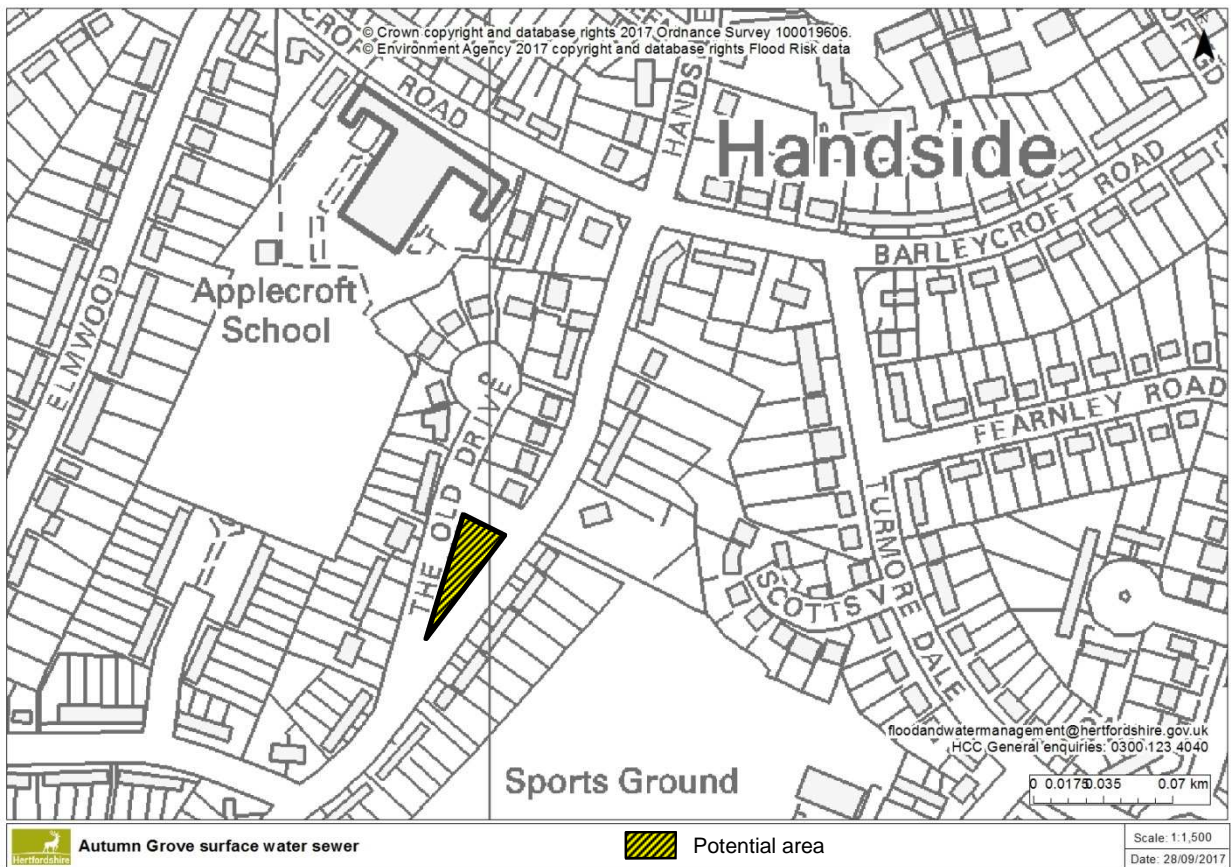 © Crown copyright and database rights 2017 Ordnance Survey 100019606.
© Environment Agency 2017 copyright and database rights Flood Risk data
ROAD
Handside
BARLEYCROFT ROAD
ELMWOOD
Applecroft
School
THE OLD DRIVE
FEARNLEY ROAD
TURMORE DALE
SCOTTS V
floodandwatermanagement@hertfordshire.gov.uk
HCC General enquiries: 0300 123 4040
0 0.0175 0.035 0.07 km
Sports Ground
Hertfordshire
Autumn Grove surface water sewer
Potential area
Scale: 1:1,500
Date: 28/09/2017